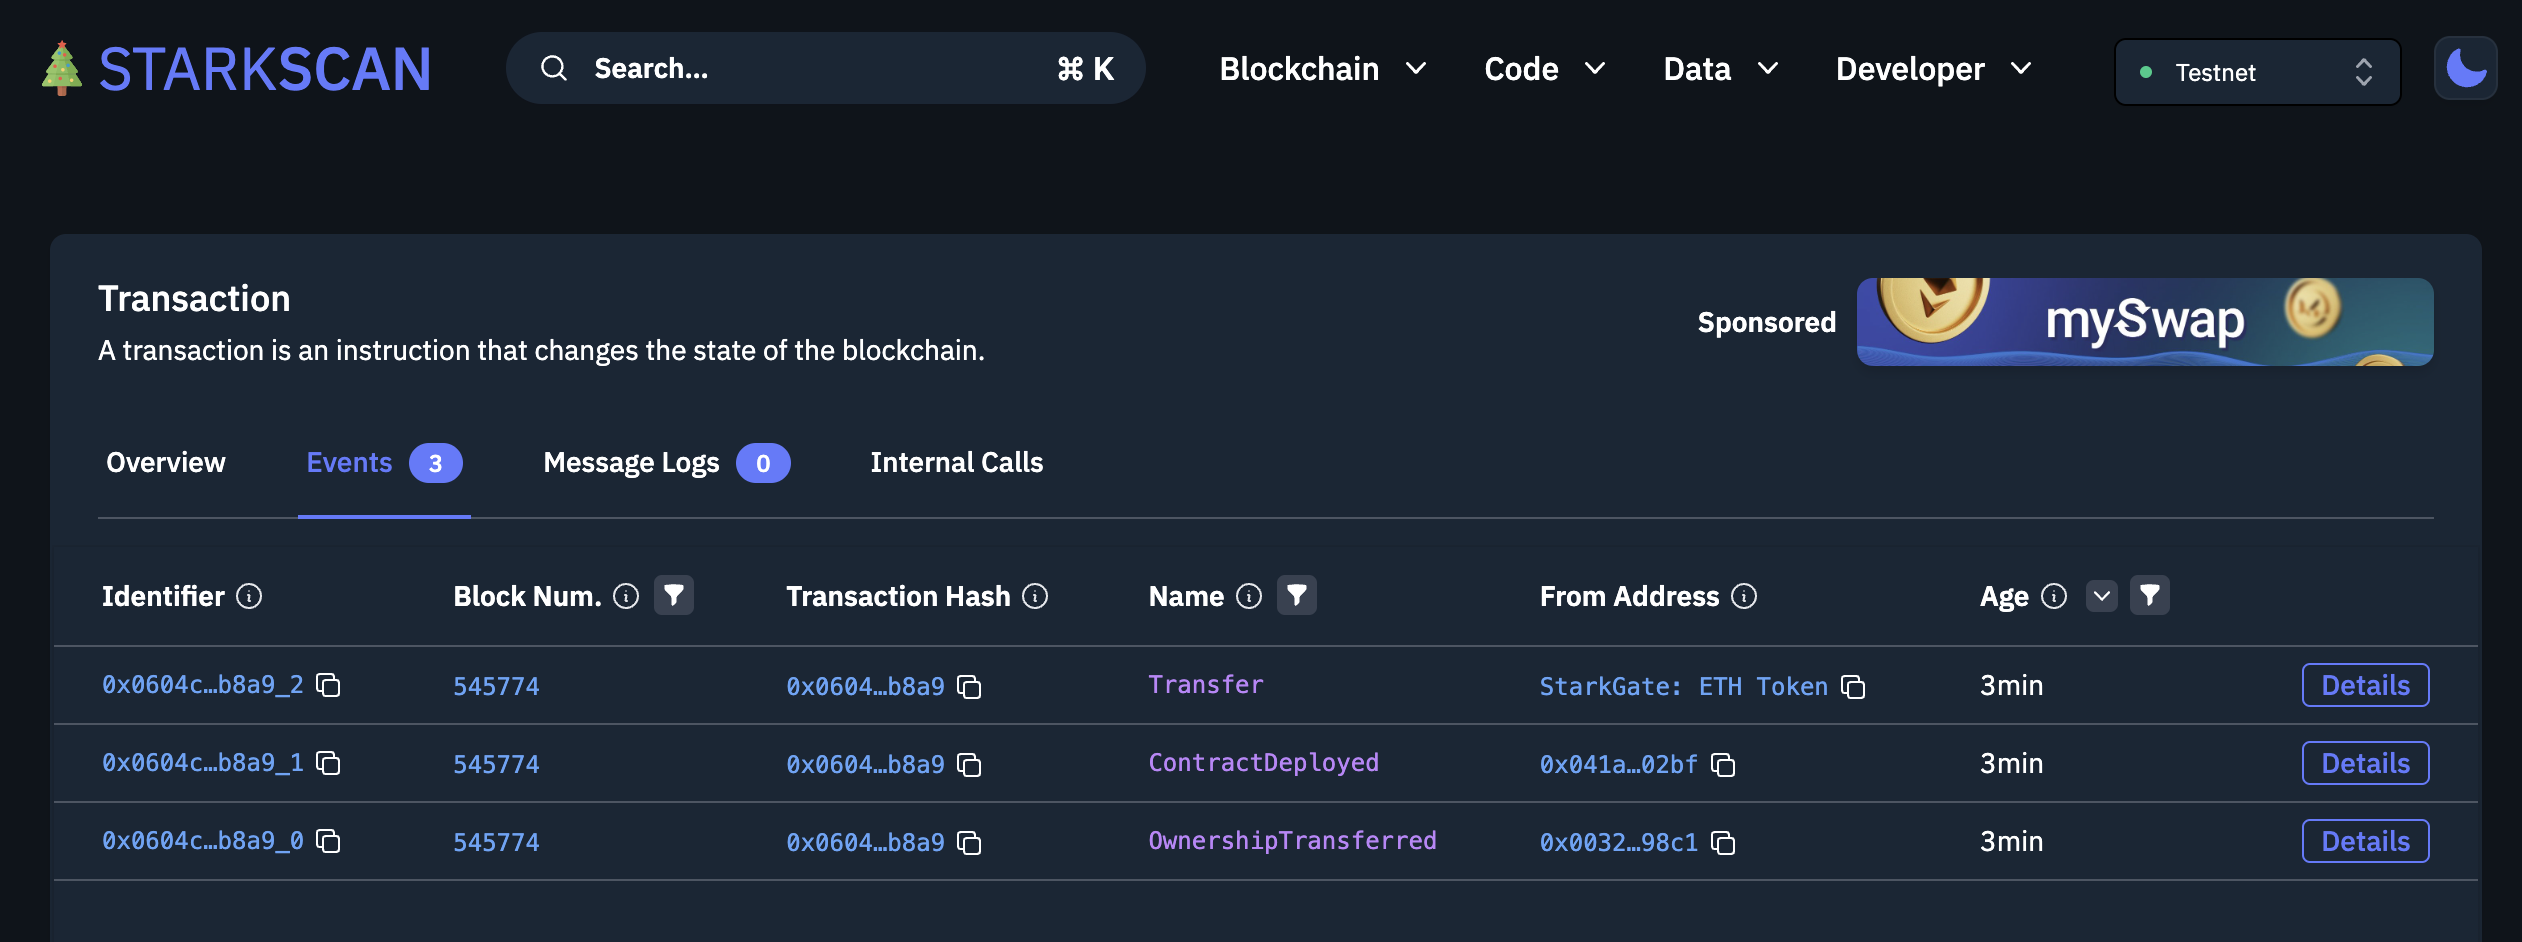 STARKSCAN Search... ⌘ K Blockchain Code Data Developer Testnet
Transaction
A transaction is an instruction that changes the state of the blockchain.
Sponsored mySwap
Overview Events 3 Message Logs 0 Internal Calls
Identifier Block Num. Transaction Hash Name From Address Age
0x0604c…b8a9_2 545774 0x0604…b8a9 Transfer StarkGate: ETH Token 3min Details
0x0604c…b8a9_1 545774 0x0604…b8a9 ContractDeployed 0x041a…02bf 3min Details
0x0604c…b8a9_0 545774 0x0604…b8a9 OwnershipTransferred 0x0032…98c1 3min Details